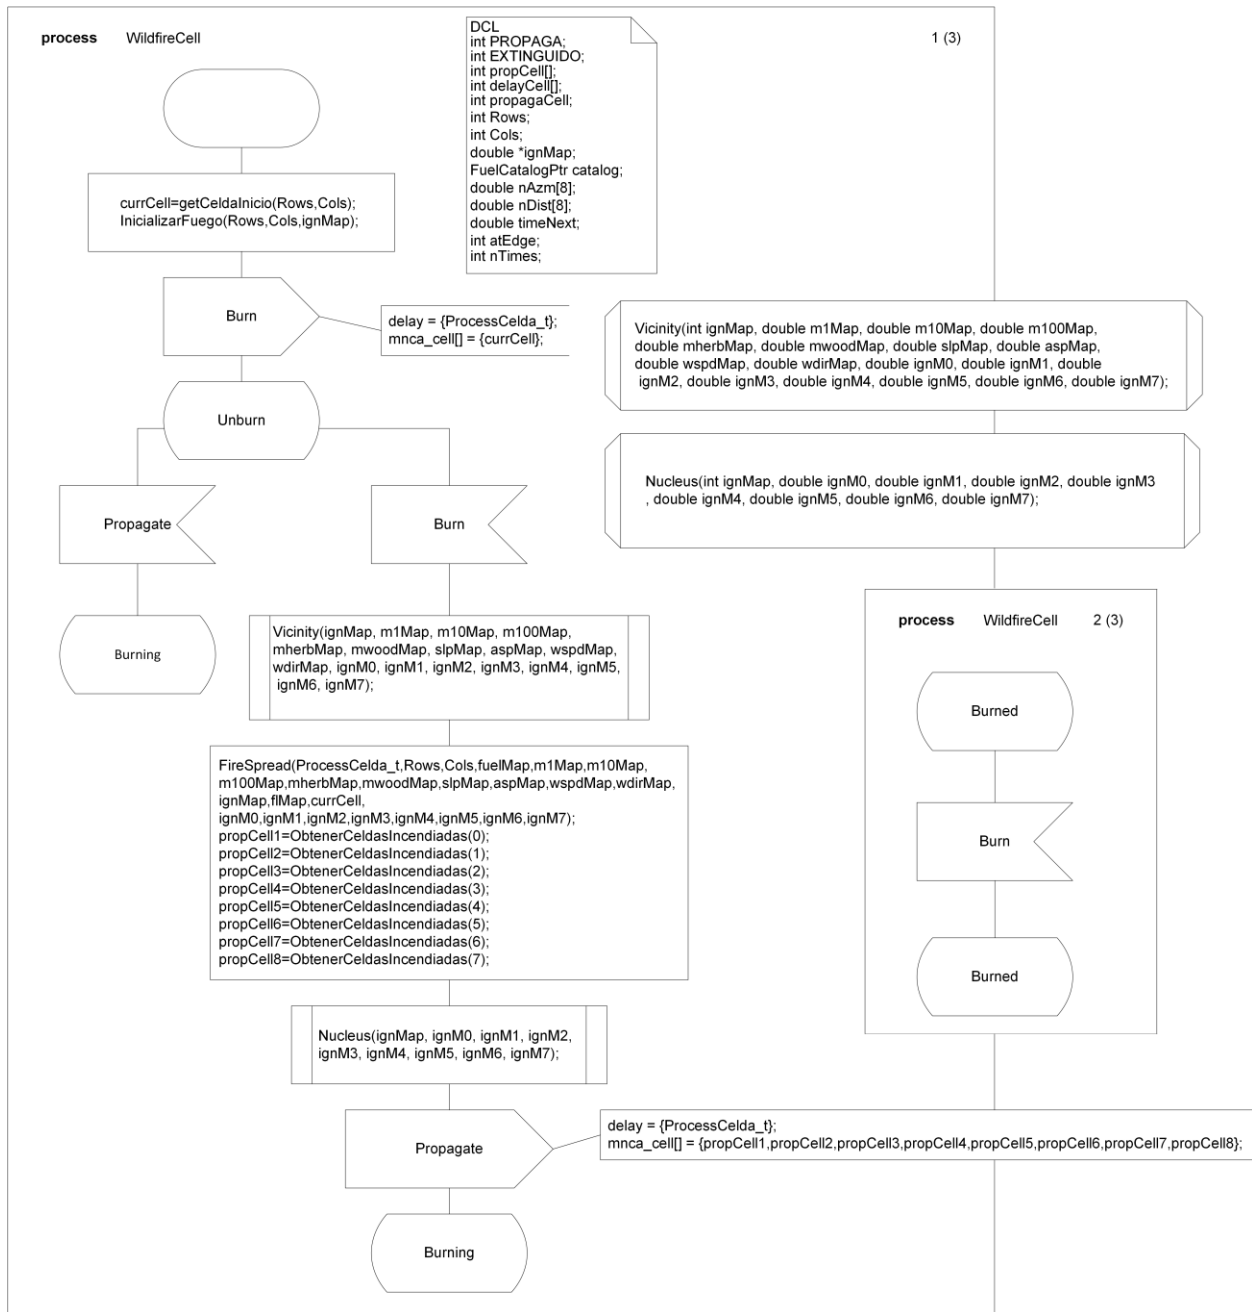 process WildfireCell
1 (3)
DCL
int PROPAGA;
int EXTINGUIDO;
int propCell[];
int delayCell[];
int propagaCell;
int Rows;
int Cols;
double *ignMap;
FuelCatalogPtr catalog;
double nAzm[8];
double nDist[8];
double timeNext;
int atEdge;
int nTimes;
currCell=getCeldaInicio(Rows,Cols);
InicializarFuego(Rows,Cols,ignMap);
Burn
delay = {ProcessCelda_t};
mnca_cell[] = {currCell};
Unburn
Propagate
Burn
Burning
Vicinity(ignMap, m1Map, m10Map, m100Map,
mherbMap, mwoodMap, slpMap, aspMap, wspdMap,
wdirMap, ignM0, ignM1, ignM2, ignM3, ignM4, ignM5,
ignM6, ignM7);
FireSpread(ProcessCelda_t,Rows,Cols,fuelMap,m1Map,m10Map,
m100Map,mherbMap,mwoodMap,slpMap,aspMap,wspdMap,wdirMap,
ignMap,flMap,currCell,
ignM0,ignM1,ignM2,ignM3,ignM4,ignM5,ignM6,ignM7);
propCell1=ObtenerCeldasIncendiadas(0);
propCell2=ObtenerCeldasIncendiadas(1);
propCell3=ObtenerCeldasIncendiadas(2);
propCell4=ObtenerCeldasIncendiadas(3);
propCell5=ObtenerCeldasIncendiadas(4);
propCell6=ObtenerCeldasIncendiadas(5);
propCell7=ObtenerCeldasIncendiadas(6);
propCell8=ObtenerCeldasIncendiadas(7);
Nucleus(ignMap, ignM0, ignM1, ignM2,
ignM3, ignM4, ignM5, ignM6, ignM7);
Propagate
delay = {ProcessCelda_t};
mnca_cell[] = {propCell1,propCell2,propCell3,propCell4,propCell5,propCell6,propCell7,propCell8};
Burning
Vicinity(int ignMap, double m1Map, double m10Map, double m100Map,
double mherbMap, double mwoodMap, double slpMap, double aspMap,
double wspdMap, double wdirMap, double ignM0, double ignM1, double
ignM2, double ignM3, double ignM4, double ignM5, double ignM6, double ignM7);
Nucleus(int ignMap, double ignM0, double ignM1, double ignM2, double ignM3
, double ignM4, double ignM5, double ignM6, double ignM7);
process WildfireCell 2 (3)
Burned
Burn
Burned